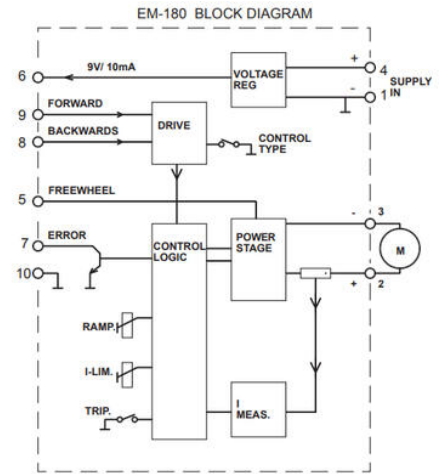 EM-180 BLOCK DIAGRAM
6
9V/ 10mA
VOLTAGE
REG
+
4
SUPPLY
IN
-
1
9
FORWARD
8
BACKWARDS
DRIVE
CONTROL
TYPE
5
FREEWHEEL
7
ERROR
10
CONTROL
LOGIC
POWER
STAGE
-
3
M
+
2
RAMP.
I-LIM.
TRIP.
I
MEAS.